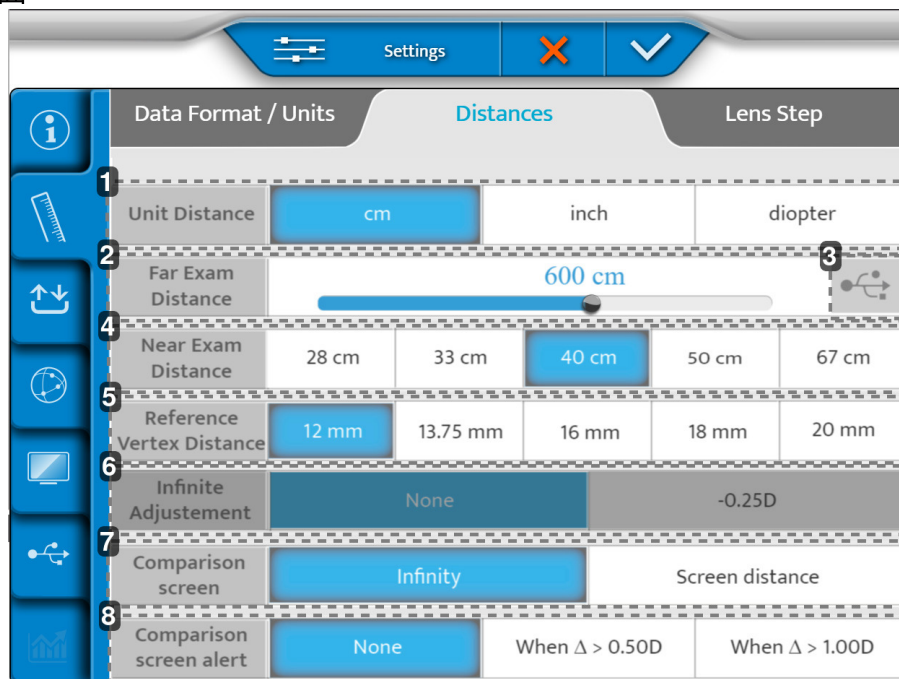 Settings
Data Format / Units Distances Lens Step
1
Unit Distance cm inch diopter
2
3
Far Exam
Distance
600 cm
4
Near Exam
Distance
28 cm 33 cm 40 cm 50 cm 67 cm
5
Reference
Vertex Distance
12 mm 13.75 mm 16 mm 18 mm 20 mm
6
Infinite
Adjustement
None -0.25D
7
Comparison
screen
Infinity Screen distance
8
Comparison
screen alert
None When Δ > 0.50D When Δ > 1.00D